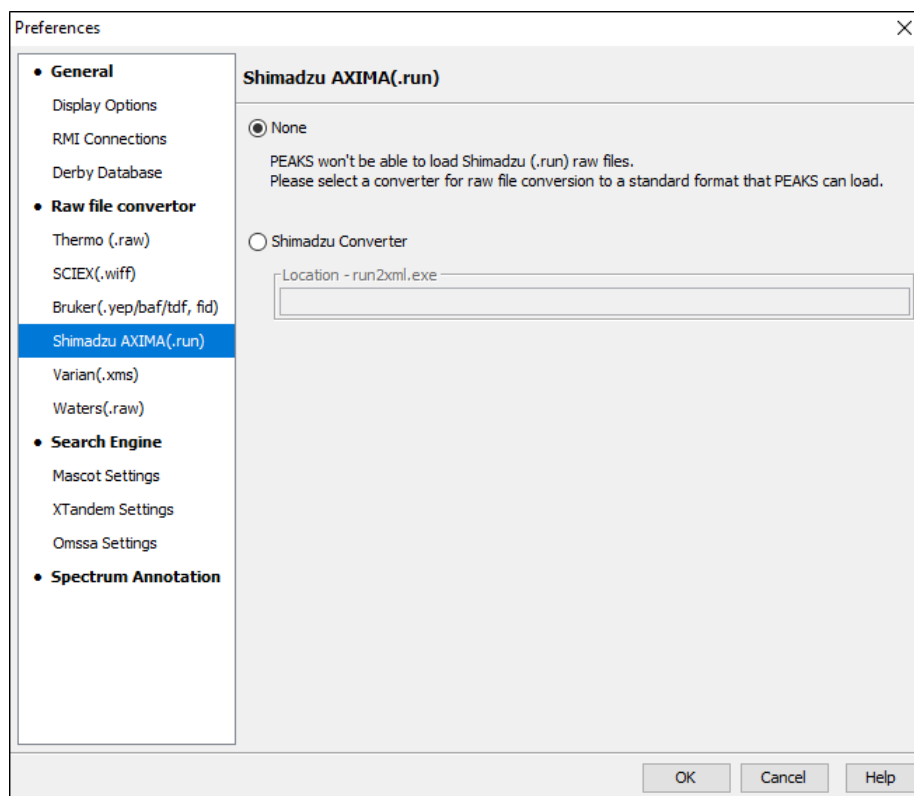 Preferences
• General
Display Options
RMI Connections
Derby Database
• Raw file convertor
Thermo (.raw)
SCIEX(.wiff)
Bruker(.yep/baf/tdf, fid)
Shimadzu AXIMA(.run)
Varian(.xms)
Waters(.raw)
• Search Engine
Mascot Settings
XTandem Settings
Omssa Settings
• Spectrum Annotation
Shimadzu AXIMA(.run)
None
PEAKS won't be able to load Shimadzu (.run) raw files.
Please select a converter for raw file conversion to a standard format that PEAKS can load.
Shimadzu Converter
Location - run2xml.exe
OK
Cancel
Help